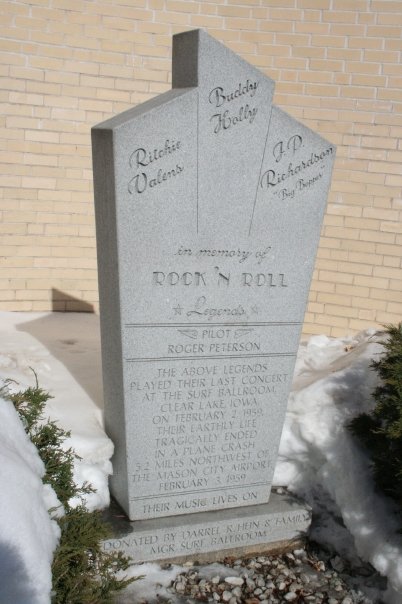 Ritchie
Valens
Buddy
Holly
J.P.
Richardson
"Big Bopper"
in memory of
ROCK 'N ROLL
Legends
PILOT
ROGER PETERSON
THE ABOVE LEGENDS
PLAYED THEIR LAST CONCERT
AT THE SURF BALLROOM,
CLEAR LAKE, IOWA
ON FEBRUARY 2, 1959.
THEIR EARTHLY LIFE
TRAGICALLY ENDED
IN A PLANE CRASH
5.2 MILES NORTHWEST OF
THE MASON CITY AIRPORT
FEBRUARY 3, 1959.
THEIR MUSIC LIVES ON
DONATED BY DARREL R. HEIN & FAMILY
MGR. SURF BALLROOM